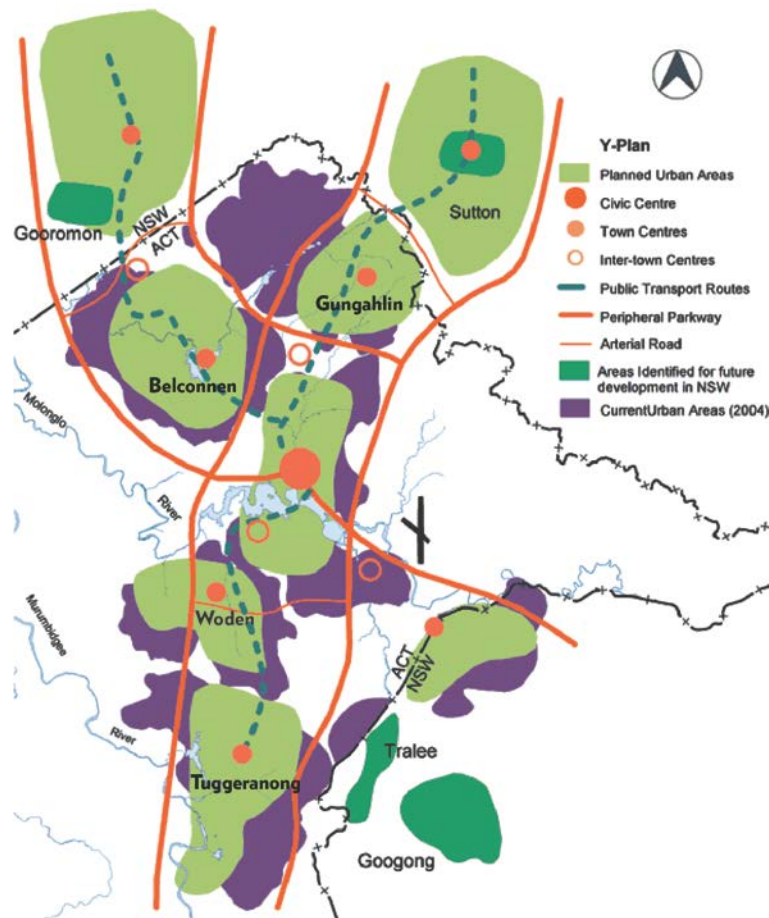 Y-Plan
Planned Urban Areas
Civic Centre
Town Centres
Inter-town Centres
Public Transport Routes
Peripheral Parkway
Arterial Road
Areas Identified for future
development in NSW
CurrentUrban Areas (2004)
Gooromon
NSW
ACT
Sutton
Gungahlin
Belconnen
Molonglo
River
Murumbidgee
River
Woden
ACT
NSW
Tralee
Tuggeranong
Googong